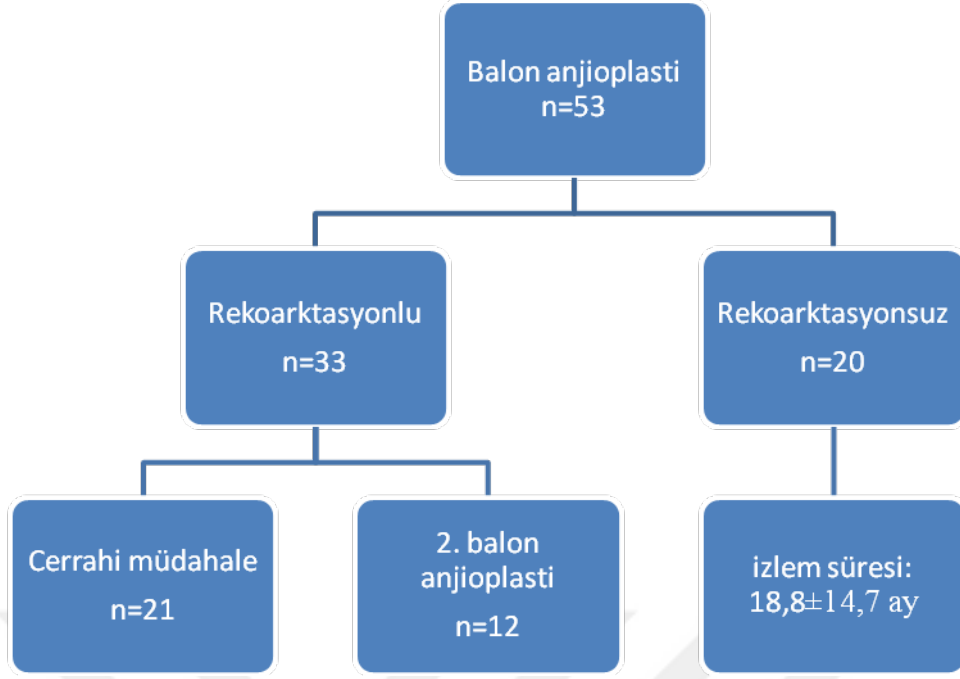 Balon anjioplasti
n=53
Rekoarktasyonlu
n=33
Rekoarktasyonsuz
n=20
Cerrahi müdahale
n=21
2. balon
anjioplasti
n=12
izlem süresi:
18,8±14,7 ay